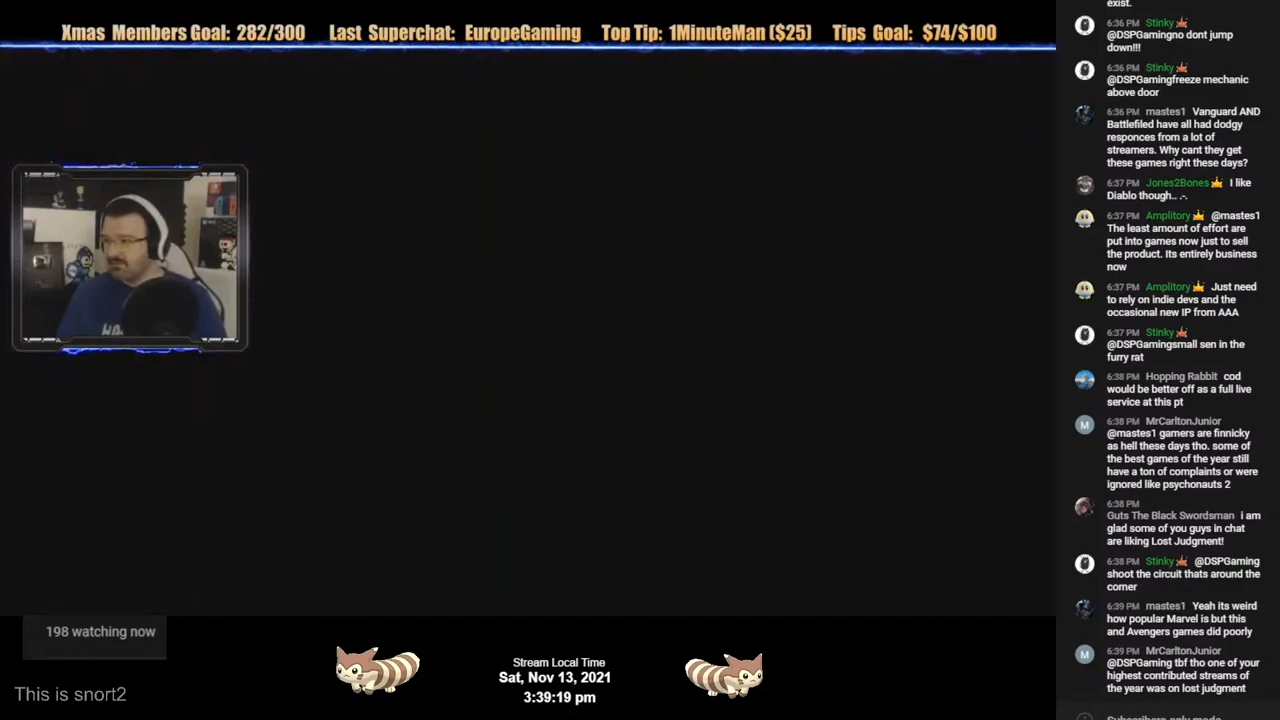 Xmas Members Goal: 282/300 Last Superchat: EuropeGaming Top Tip: 1MinuteMan ($25) Tips Goal: $74/$100
exist.
6:36 PM Stinky @DSPGamingno dont jump
down!!!
6:36 PM Stinky
@DSPGamingfreeze mechanic
above door
6:36 PM mastes1 Vanguard AND
Battlefiled have all had dodgy
responces from a lot of
streamers. Why cant they get
these games right these days?
6:37 PM Jones2Bones I like
Diablo though.. .-.
6:37 PM Amplitory @mastes1
The least amount of effort are
put into games now just to sell
the product. Its entirely business
now
6:37 PM Amplitory Just need
to rely on indie devs and the
occasional new IP from AAA
6:37 PM Stinky
@DSPGamingsmall sen in the
furry rat
6:38 PM Hopping Rabbit cod
would be better off as a full live
service at this pt
6:38 PM MrCarltonJunior
@mastes1 gamers are finnicky
as hell these days tho. some of
the best games of the year still
have a ton of complaints or were
ignored like psychonauts 2
6:38 PM
Guts The Black Swordsman i am
glad some of you guys in chat
are liking Lost Judgment!
6:38 PM Stinky @DSPGaming
shoot the circuit thats around the
corner
6:39 PM mastes1 Yeah its weird
how popular Marvel is but this
and Avengers games did poorly
6:39 PM MrCarltonJunior
@DSPGaming tbf tho one of your
highest contributed streams of
the year was on lost judgment
M
M
198 watching now
This is snort2
Stream Local Time
Sat, Nov 13, 2021
3:39:19 pm